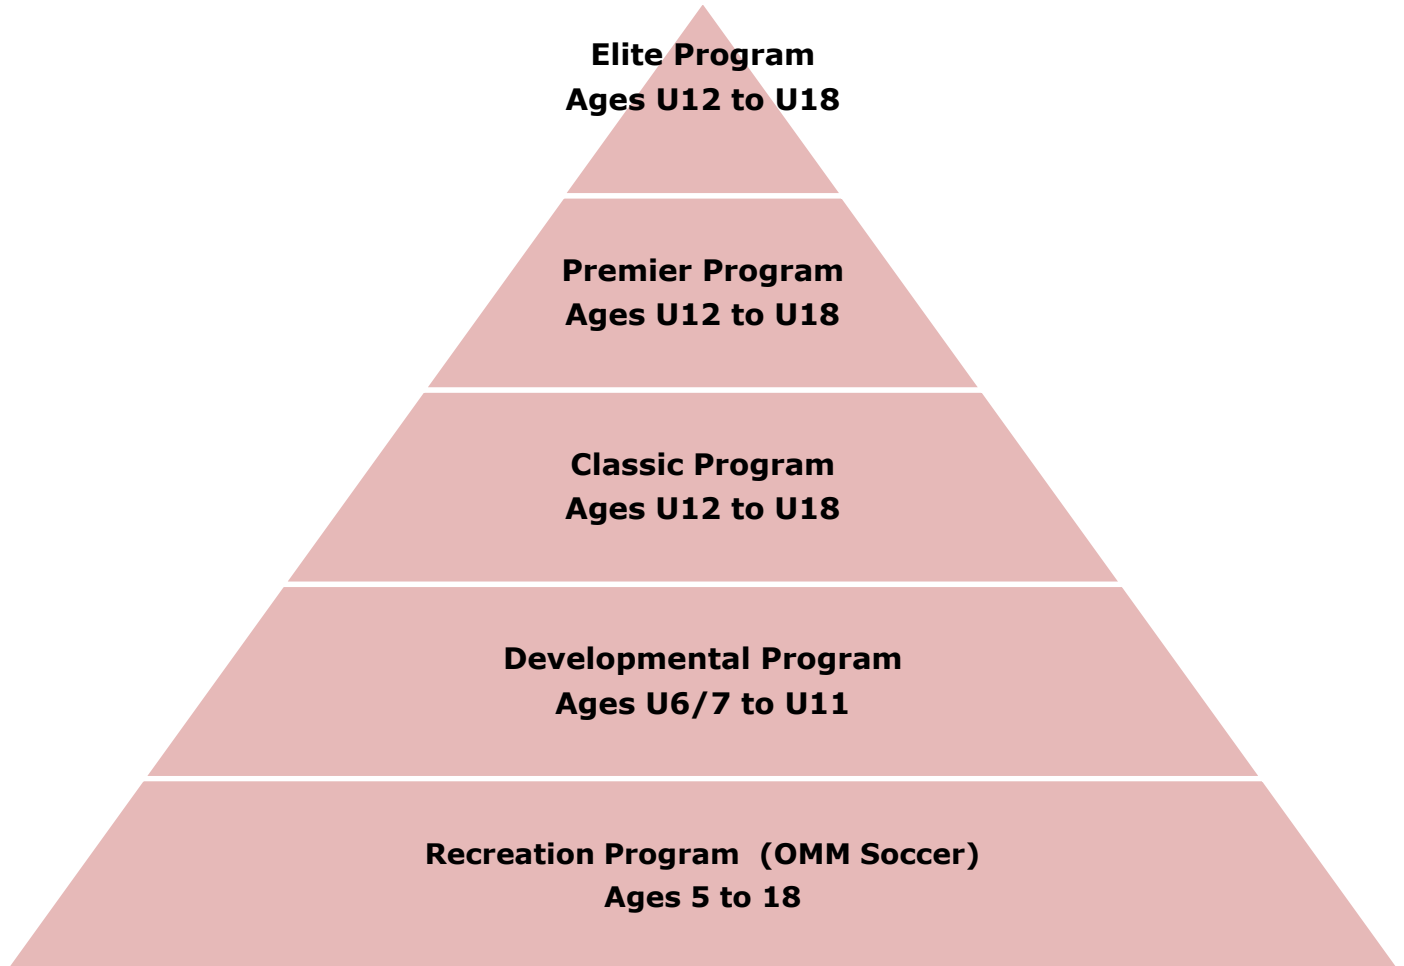 Elite Program
Ages U12 to U18
Premier Program
Ages U12 to U18
Classic Program
Ages U12 to U18
Developmental Program
Ages U6/7 to U11
Recreation Program  (OMM Soccer)
Ages 5 to 18